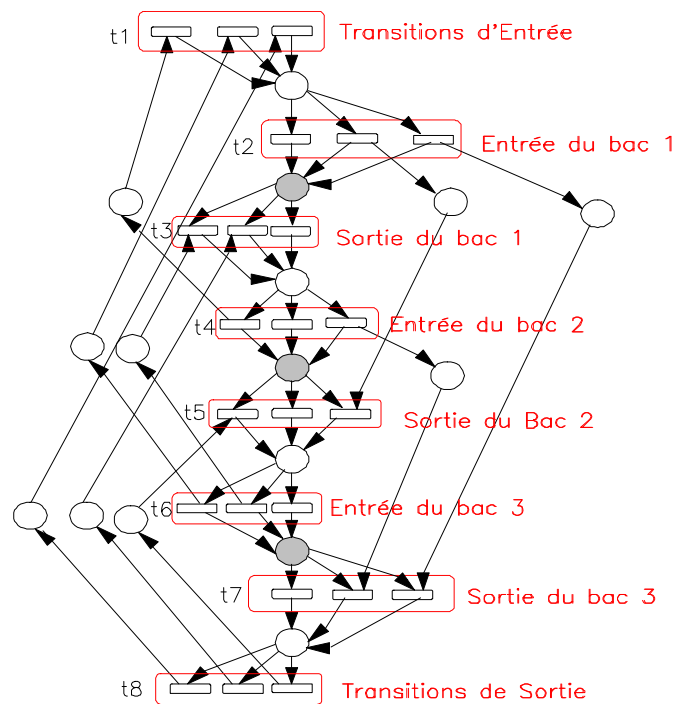 t1 Transitions d'Entrée
t2 Entrée du bac 1
t3 Sortie du bac 1
t4 Entrée du bac 2
t5 Sortie du Bac 2
t6 Entrée du bac 3
t7 Sortie du bac 3
t8 Transitions de Sortie